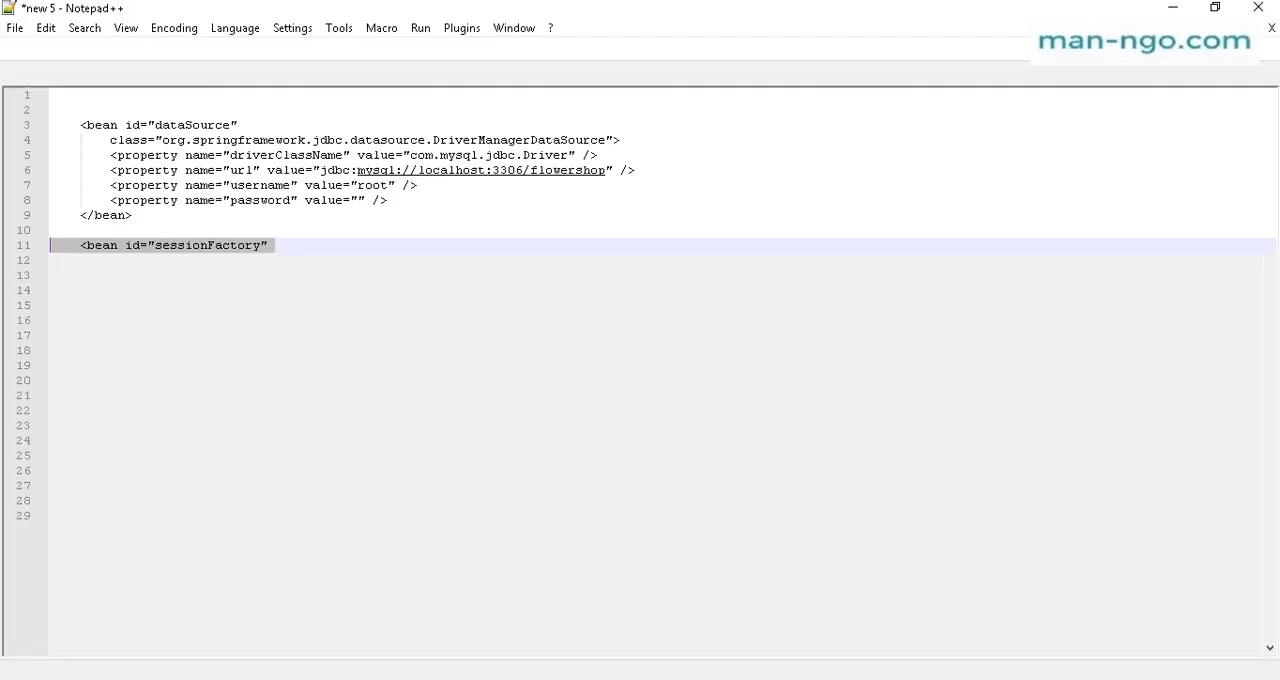 *new 5 - Notepad++
File Edit Search View Encoding Language Settings Tools Macro Run Plugins Window ? X
man-ngo.com
1
2
3 <bean id="dataSource"
4 class="org.springframework.jdbc.datasource.DriverManagerDataSource">
5 <property name="driverClassName" value="com.mysql.jdbc.Driver" />
6 <property name="url" value="jdbc:mysql://localhost:3306/flowershop" />
7 <property name="username" value="root" />
8 <property name="password" value="" />
9 </bean>
10
11 <bean id="sessionFactory"
12
13
14
15
16
17
18
19
20
21
22
23
24
25
26
27
28
29